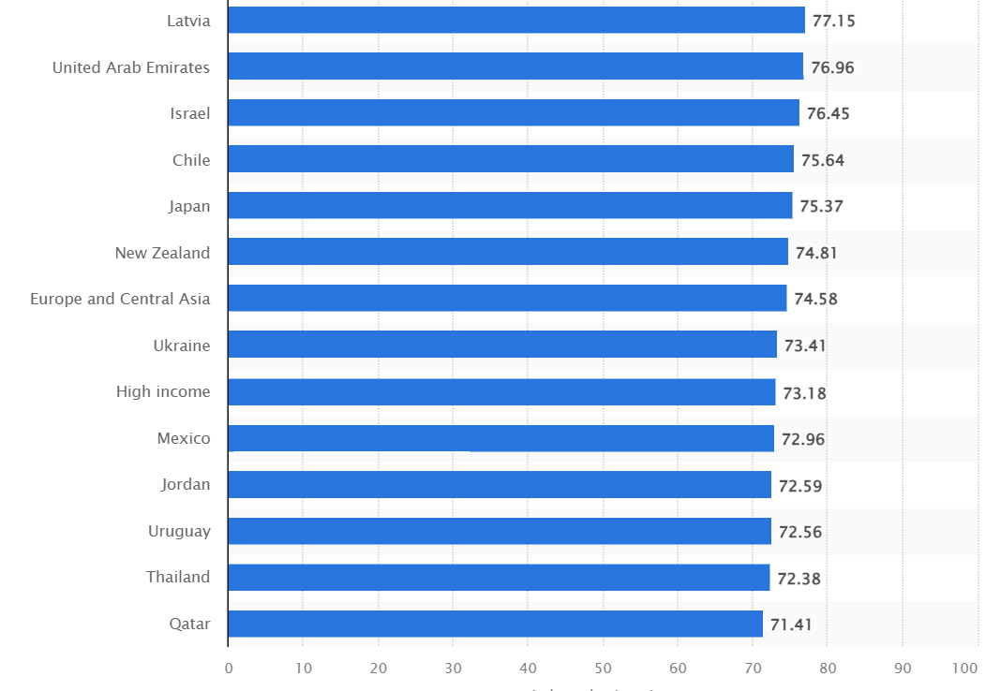 Latvia 77.15
United Arab Emirates 76.96
Israel 76.45
Chile 75.64
Japan 75.37
New Zealand 74.81
Europe and Central Asia 74.58
Ukraine 73.41
High income 73.18
Mexico 72.96
Jordan 72.59
Uruguay 72.56
Thailand 72.38
Qatar 71.41
0 10 20 30 40 50 60 70 80 90 100